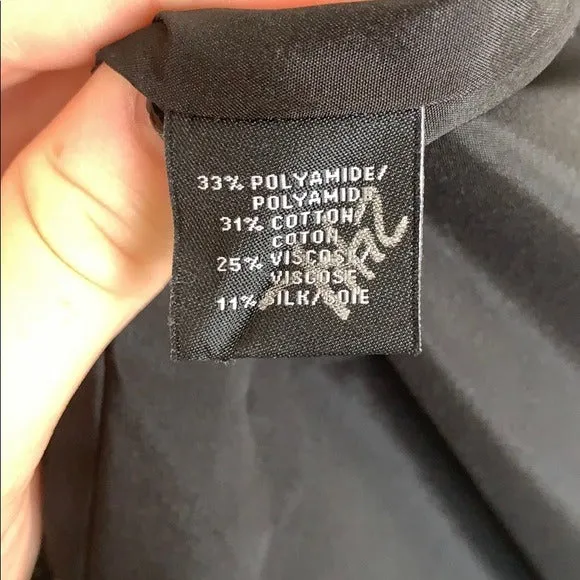 33% POLYAMIDE/
POLYAMIDE
31% COTTON/
COTON
25% VISCOSE/
VISCOSE
11% SILK/SOIE